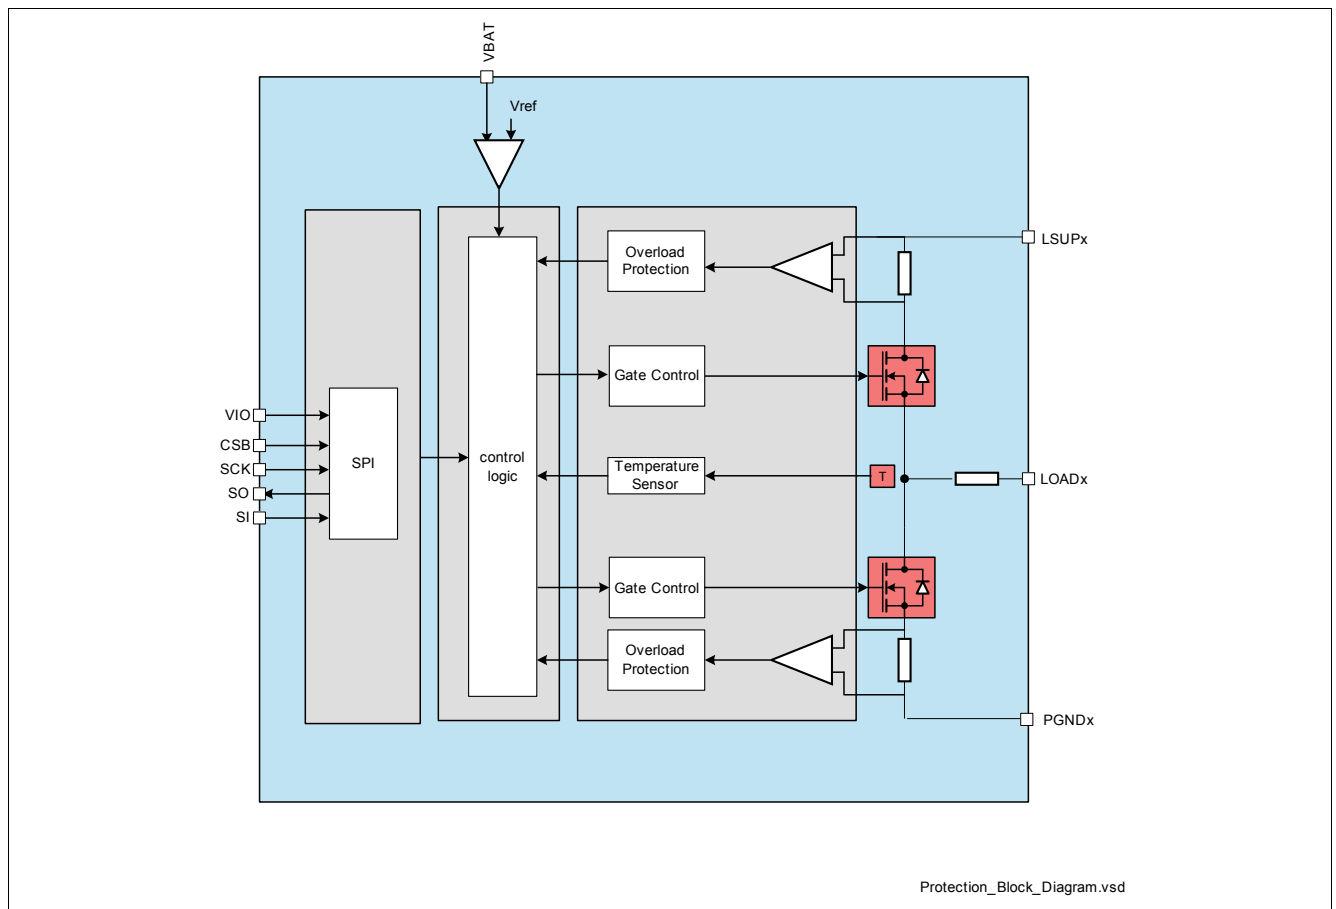 VBAT
Vref
Overload
Protection
LSUPx
Gate Control
VIO
CSB
SCK
SO
SI
SPI
control
logic
Temperature
Sensor
T
LOADx
Gate Control
Overload
Protection
PGNDx
Protection_Block_Diagram.vsd